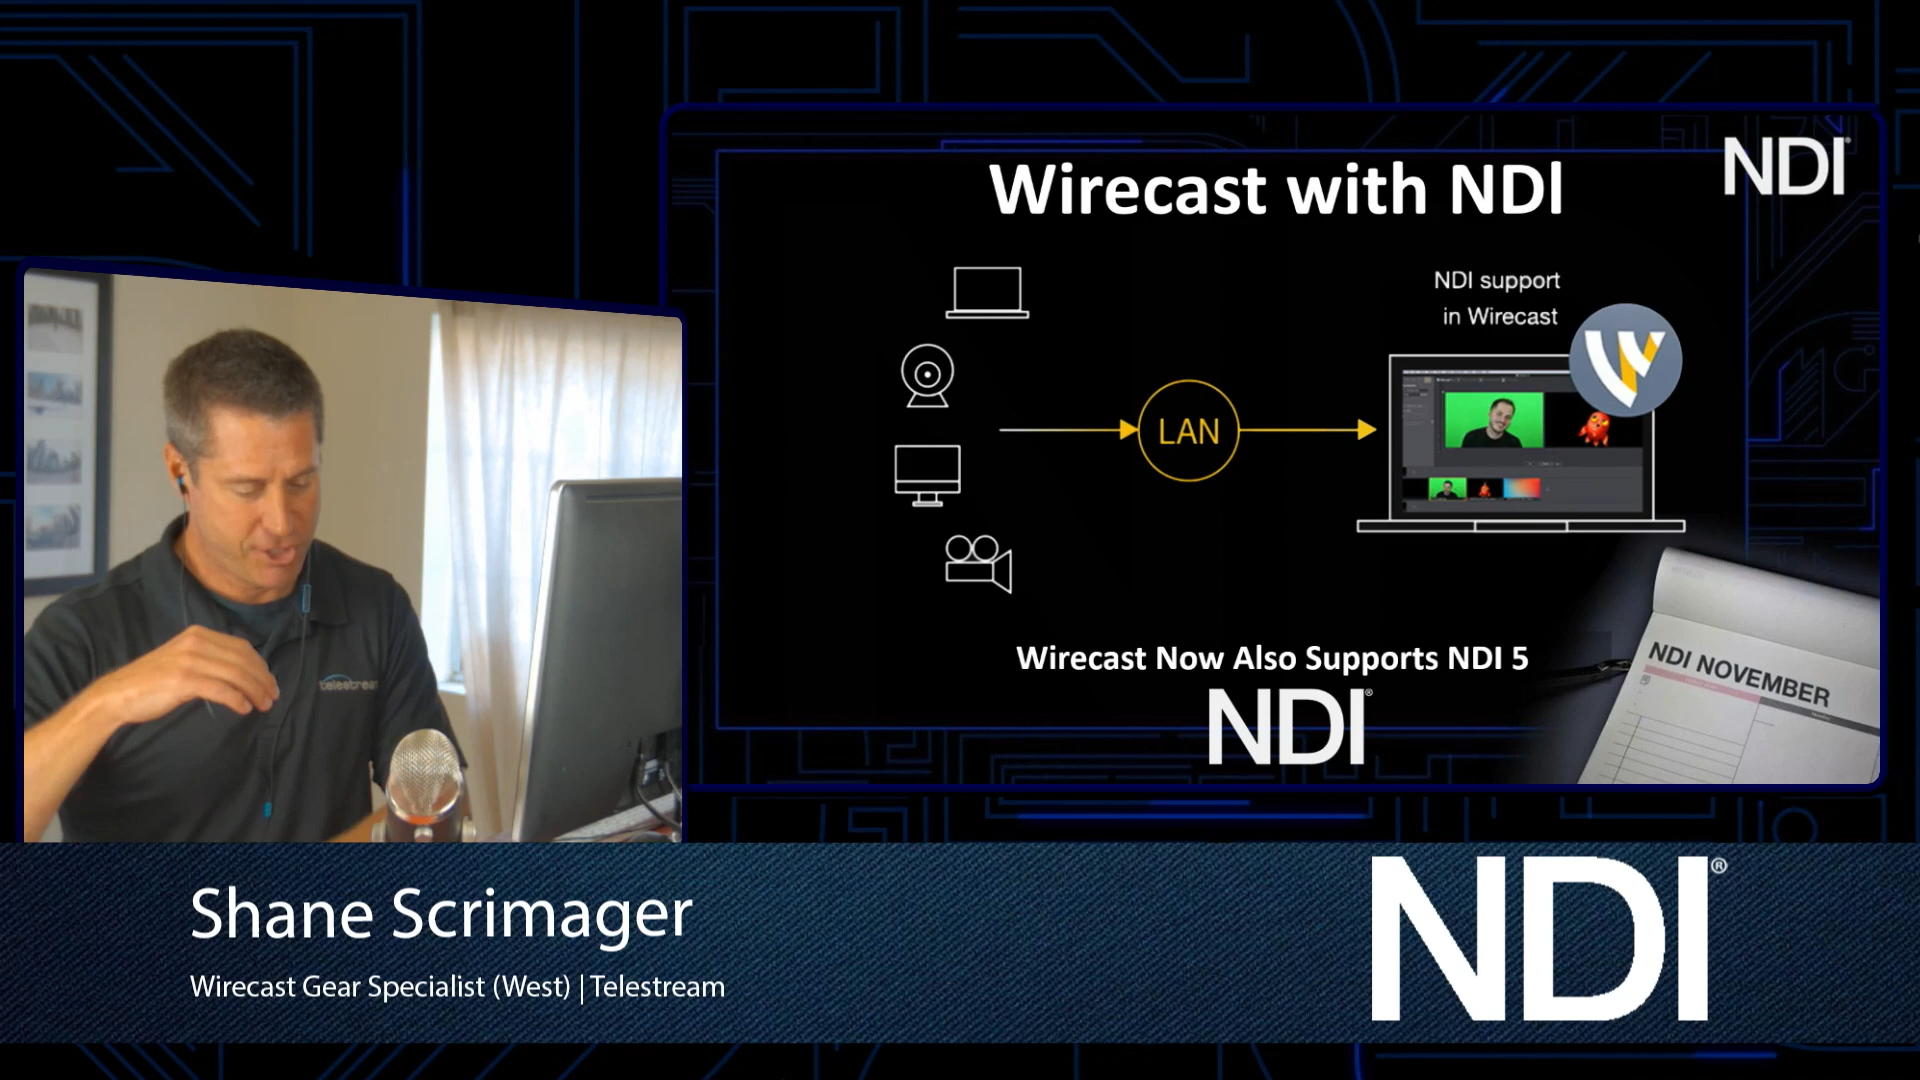 Wirecast with NDI
NDI
NDI support
in Wirecast
LAN
Wirecast Now Also Supports NDI 5
NDI®
NDI NOVEMBER
telestream
Shane Scrimager
Wirecast Gear Specialist (West) | Telestream
NDI®